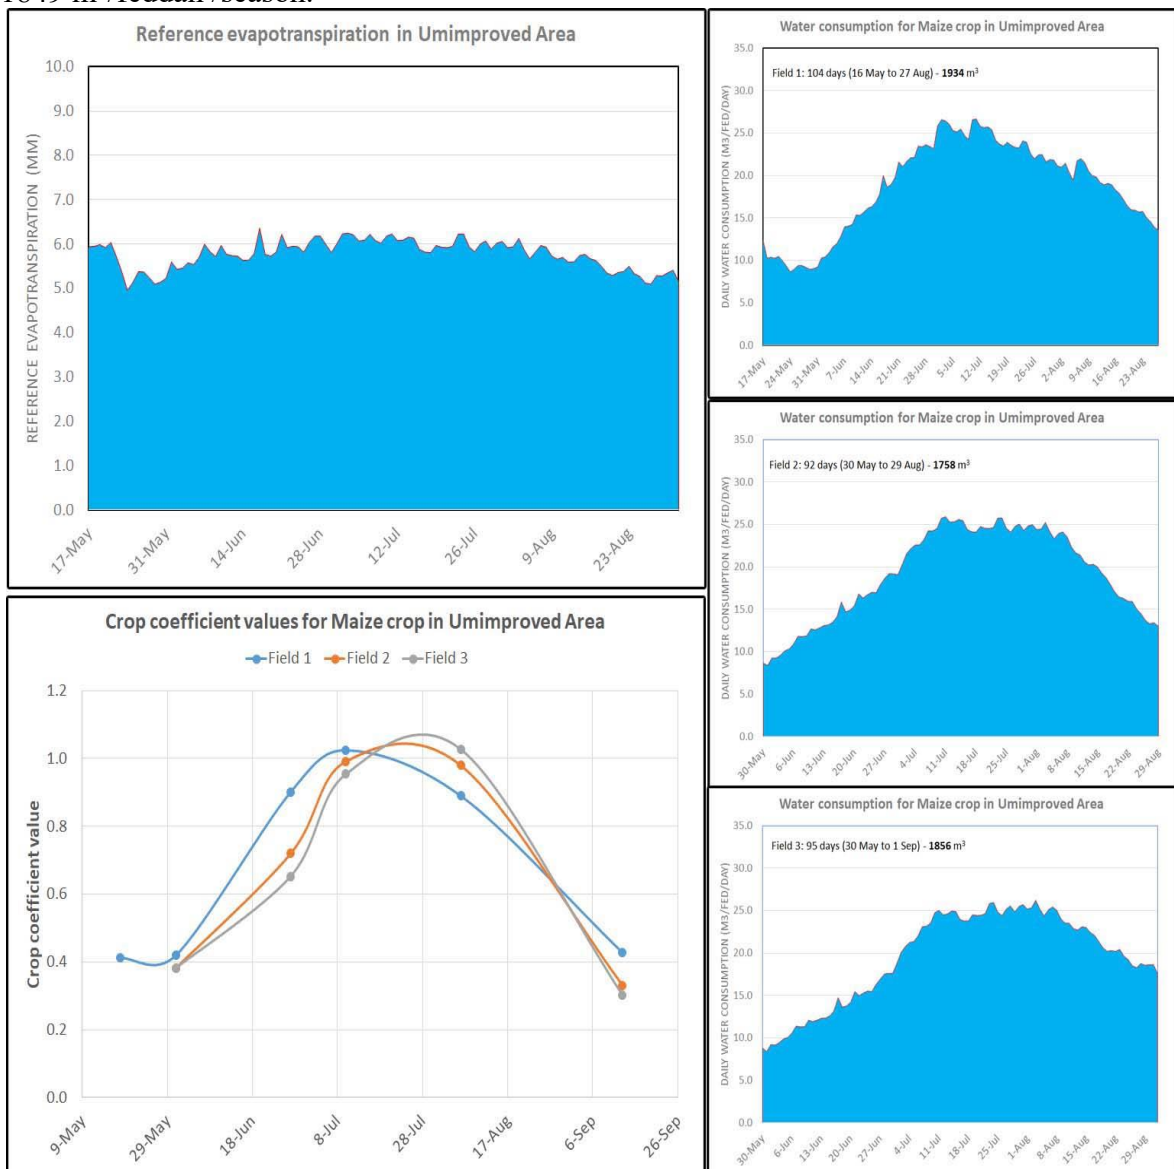 Reference evapotranspiration in Umimproved Area
REFERENCE EVAPOTRANSPIRATION (MM)
10.0
9.0
8.0
7.0
6.0
5.0
4.0
3.0
2.0
1.0
0.0
17-May
31-May
14-Jun
28-Jun
12-Jul
26-Jul
9-Aug
23-Aug
Crop coefficient values for Maize crop in Umimproved Area
Field 1 Field 2 Field 3
Crop coefficient value
1.2
1.0
0.8
0.6
0.4
0.2
0.0
9-May
29-May
18-Jun
8-Jul
28-Jul
17-Aug
6-Sep
26-Sep
Water consumption for Maize crop in Umimproved Area
Field 1: 104 days (16 May to 27 Aug) - 1934 m³
DAILY WATER CONSUMPTION (M3/FED/DAY)
35.0
30.0
25.0
20.0
15.0
10.0
5.0
0.0
17-May
24-May
31-May
7-Jun
14-Jun
21-Jun
28-Jun
5-Jul
12-Jul
19-Jul
26-Jul
2-Aug
9-Aug
16-Aug
23-Aug
Water consumption for Maize crop in Umimproved Area
Field 2: 92 days (30 May to 29 Aug) - 1758 m³
DAILY WATER CONSUMPTION (M3/FED/DAY)
35.0
30.0
25.0
20.0
15.0
10.0
5.0
0.0
30-May
6-Jun
13-Jun
20-Jun
27-Jun
4-Jul
11-Jul
18-Jul
25-Jul
1-Aug
8-Aug
15-Aug
22-Aug
29-Aug
Water consumption for Maize crop in Umimproved Area
Field 3: 95 days (30 May to 1 Sep) - 1856 m³
DAILY WATER CONSUMPTION (M3/FED/DAY)
35.0
30.0
25.0
20.0
15.0
10.0
5.0
0.0
30-May
6-Jun
13-Jun
20-Jun
27-Jun
4-Jul
11-Jul
18-Jul
25-Jul
1-Aug
8-Aug
15-Aug
22-Aug
29-Aug